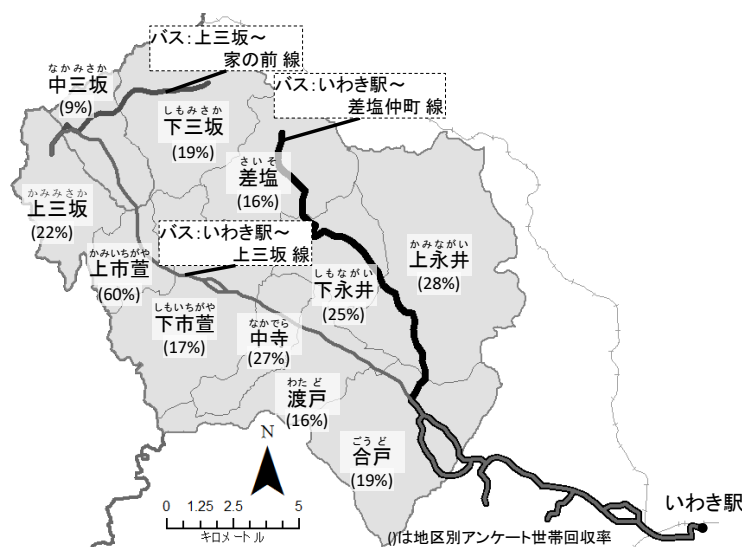 バス：上三坂～
家の前 線
なかみさか
中三坂
(9%)
バス：いわき駅～
差塩仲町 線
しもみさか
下三坂
(19%)
さいそ
差塩
(16%)
かみみさか
上三坂
(22%)
バス：いわき駅～
上三坂 線
かみながい
上永井
(28%)
かみいちがや
上市萱
(60%)
しもながい
下永井
(25%)
しもいちがや
下市萱
(17%)
なかでら
中寺
(27%)
わたど
渡戸
(16%)
ごうど
合戸
(19%)
N
0 1.25 2.5 5
キロメートル
いわき駅
()は地区別アンケート世帯回収率